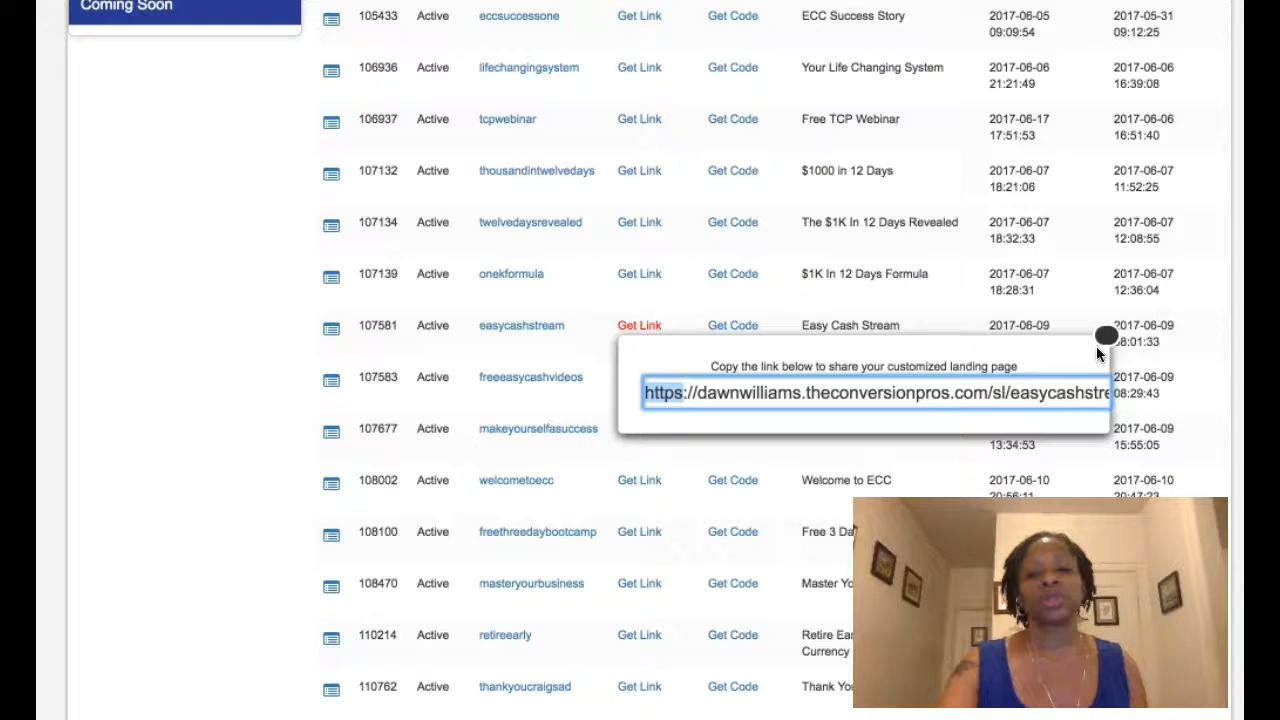 Coming Soon
105433 Active eccsuccessone Get Link Get Code ECC Success Story 2017-06-05 2017-05-31
09:09:54 09:12:25
106936 Active lifechangingsystem Get Link Get Code Your Life Changing System 2017-06-06 2017-06-06
21:21:49 16:39:08
106937 Active tcpwebinar Get Link Get Code Free TCP Webinar 2017-06-17 2017-06-06
17:51:53 16:51:40
107132 Active thousandintwelvedays Get Link Get Code $1000 in 12 Days 2017-06-07 2017-06-07
18:21:06 11:52:25
107134 Active twelvedaysrevealed Get Link Get Code The $1K In 12 Days Revealed 2017-06-07 2017-06-07
18:32:33 12:08:55
107139 Active onekformula Get Link Get Code $1K In 12 Days Formula 2017-06-07 2017-06-07
18:28:31 12:36:04
107581 Active easycashstream Get Link Get Code Easy Cash Stream 2017-06-09 2017-06-09
:01:33
Copy the link below to share your customized landing page
107583 Active freeeasycashvideos 2017-06-09
https://dawnwilliams.theconversionpros.com/sl/easycashstre 08:29:43
107677 Active makeyourselfasuccess 2017-06-09
13:34:53 15:55:05
108002 Active welcometoecc Get Link Get Code Welcome to ECC 2017-06-10 2017-06-10
20:56:11 20:47:23
108100 Active freethreedaybootcamp Get Link Get Code Free 3 Da
108470 Active masteryourbusiness Get Link Get Code Master Yo
110214 Active retireearly Get Link Get Code Retire Ear
Currency
110762 Active thankyoucraigsad Get Link Get Code Thank You